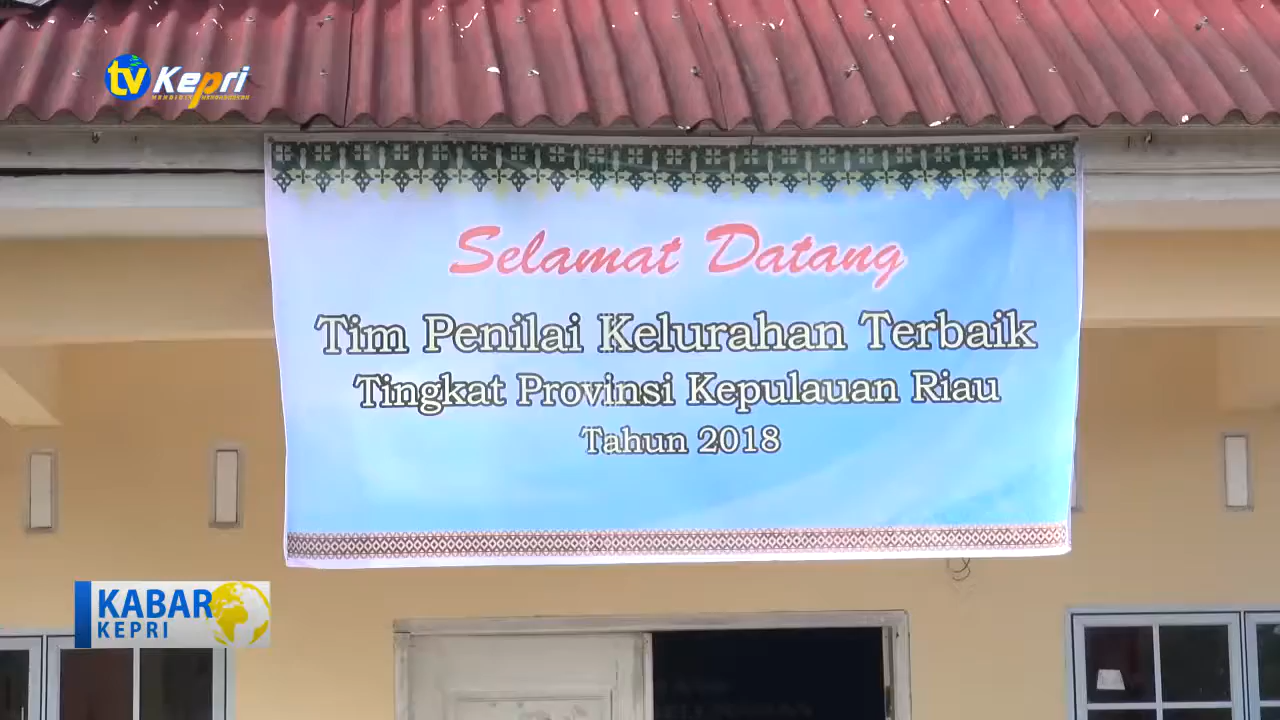 tv Kepri
Selamat Datang
Tim Penilai Kelurahan Terbaik
Tingkat Provinsi Kepulauan Riau
Tahun 2018
KABAR
KEPRI